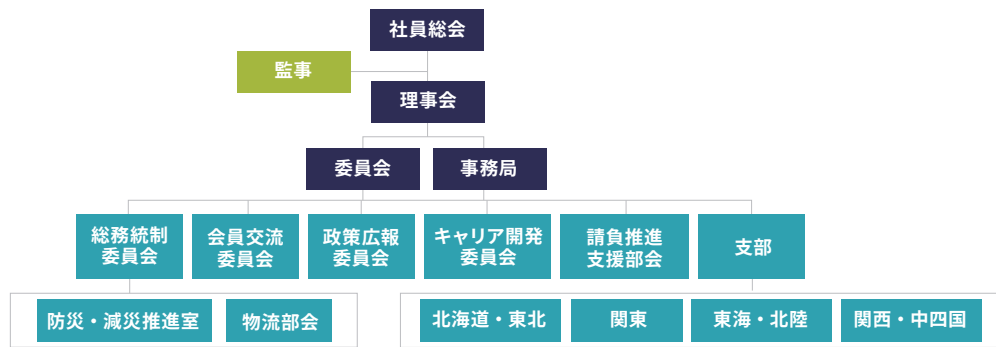 社員総会
監事
理事会
委員会
事務局
総務統制
委員会
会員交流
委員会
政策広報
委員会
キャリア開発
委員会
請負推進
支援部会
支部
防災・減災推進室
物流部会
北海道・東北
関東
東海・北陸
関西・中四国